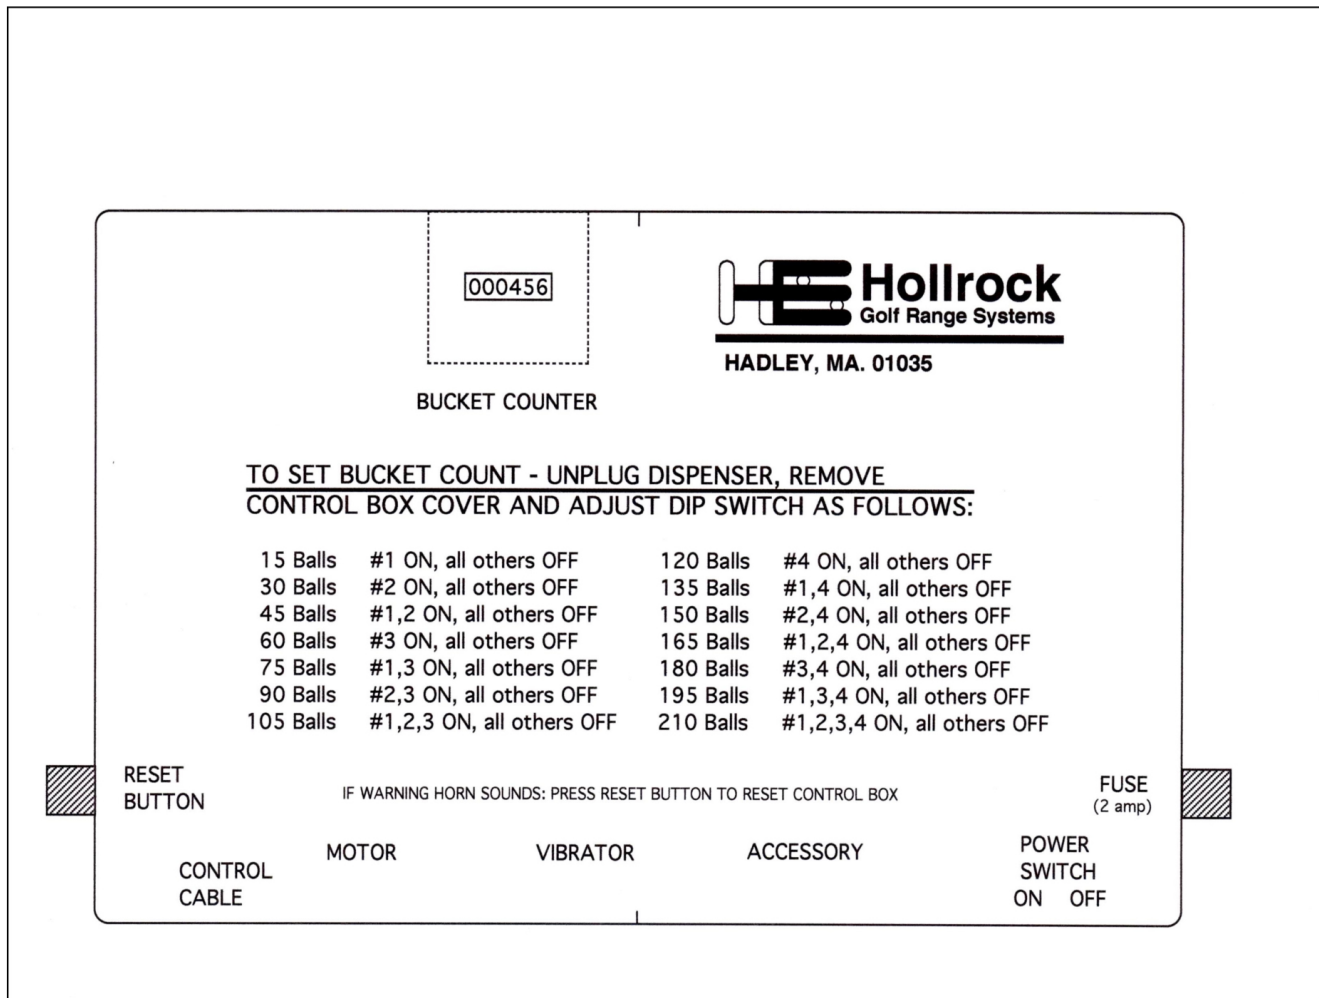 000456
BUCKET COUNTER
Hollrock
Golf Range Systems
HADLEY, MA. 01035
TO SET BUCKET COUNT - UNPLUG DISPENSER, REMOVE
CONTROL BOX COVER AND ADJUST DIP SWITCH AS FOLLOWS:
15 Balls #1 ON, all others OFF
30 Balls #2 ON, all others OFF
45 Balls #1,2 ON, all others OFF
60 Balls #3 ON, all others OFF
75 Balls #1,3 ON, all others OFF
90 Balls #2,3 ON, all others OFF
105 Balls #1,2,3 ON, all others OFF
120 Balls #4 ON, all others OFF
135 Balls #1,4 ON, all others OFF
150 Balls #2,4 ON, all others OFF
165 Balls #1,2,4 ON, all others OFF
180 Balls #3,4 ON, all others OFF
195 Balls #1,3,4 ON, all others OFF
210 Balls #1,2,3,4 ON, all others OFF
RESET
BUTTON
IF WARNING HORN SOUNDS: PRESS RESET BUTTON TO RESET CONTROL BOX
FUSE
(2 amp)
CONTROL
CABLE
MOTOR
VIBRATOR
ACCESSORY
POWER
SWITCH
ON OFF